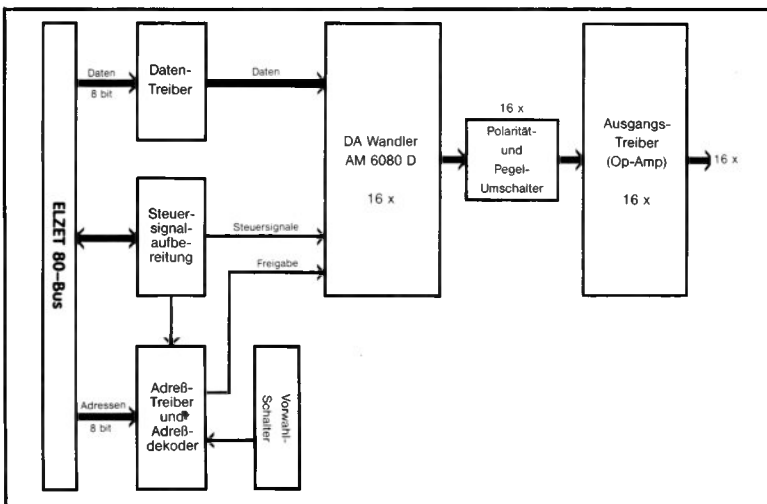 ELZET 80-Bus
Daten
8 bit
Daten-
Treiber
Daten
Steuer-
signal-
aufbe-
reitung
Steuersignale
Freigabe
Adressen
8 bit
Adreß-
Treiber
und
Adreß-
dekoder
Vorwahl-
Schalter
DA Wandler
AM 6080 D
16 x
16 x
Polarität-
und
Pegel-
Umschalter
Ausgangs-
Treiber
(Op-Amp)
16 x
16 x